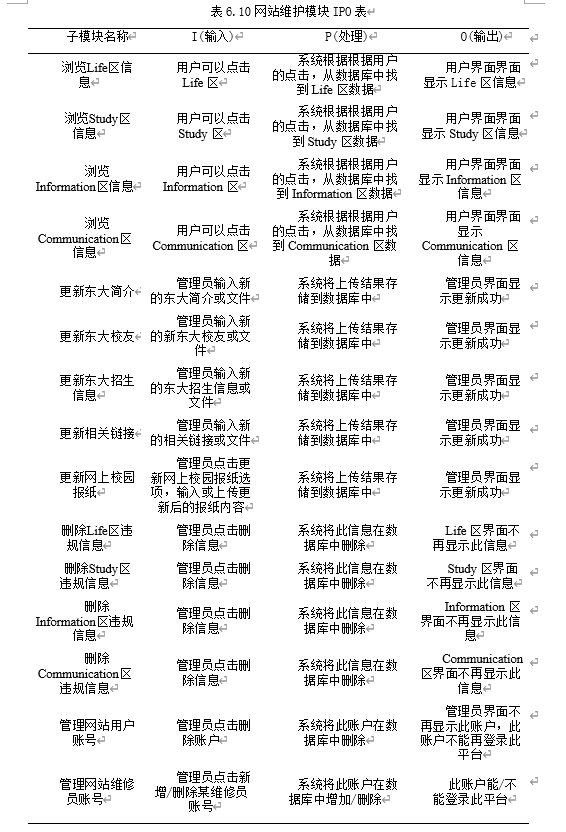 表 6.10 网站维护模块 IPO 表
子模块名称 I(输入) P(处理) O(输出)
浏览Life区信息 用户可以点击 Life 区 系统根据根据用户的点击，从数据库中找到 Life 区数据 用户界面界面显示 Life 区信息
浏览Study区信息 用户可以点击 Study 区 系统根据根据用户的点击，从数据库中找到 Study 区数据 用户界面界面显示 Study 区信息
浏览Information区信息 用户可以点击 Information 区 系统根据根据用户的点击，从数据库中找到 Information 区数据 用户界面界面显示 Information 区信息
浏览Communication区信息 用户可以点击 Communication 区 系统根据根据用户的点击，从数据库中找到 Communication 区数据 用户界面界面显示 Communication 区信息
更新东大简介 管理员输入新的东大简介或文件 系统将上传结果存储到数据库中 管理员界面显示更新成功
更新东大校友 管理员输入新的新东大校友或文件 系统将上传结果存储到数据库中 管理员界面显示更新成功
更新东大招生信息 管理员输入新的东大招生信息或文件 系统将上传结果存储到数据库中 管理员界面显示更新成功
更新相关链接 管理员输入新的相关链接或文件 系统将上传结果存储到数据库中 管理员界面显示更新成功
更新网上校园报纸 管理员点击更新网上校园报纸选项，输入或上传更新后的报纸内容 系统将上传结果存储到数据库中 管理员界面显示更新成功
删除Life区违规信息 管理员点击删除信息 系统将此信息在数据库中删除 Life 区界面不再显示此信息
删除Study区违规信息 管理员点击删除信息 系统将此信息在数据库中删除 Study 区界面不再显示此信息
删除Information区违规信息 管理员点击删除信息 系统将此信息在数据库中删除 Information 区界面不再显示此信息
删除Communication区违规信息 管理员点击删除信息 系统将此信息在数据库中删除 Communication 区界面不再显示此信息
管理网站用户账号 管理员点击删除账户 系统将此账户在数据库中删除 管理员界面不再显示此账户，此账户不能再登录此平台
管理网站维修员账号 管理员点击新增/删除某维修员账号 系统将此账户在数据库中增加/删除 此账户能/不能登录此平台